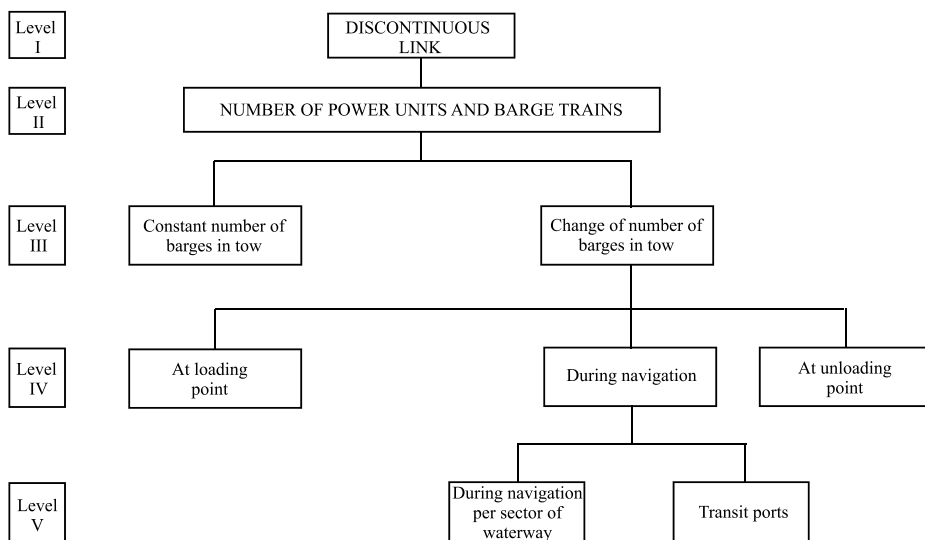 Level
I
DISCONTINUOUS
LINK
Level
II
NUMBER OF POWER UNITS AND BARGE TRAINS
Level
III
Constant number of
barges in tow
Change of number of
barges in tow
Level
IV
At loading
point
During navigation
At unloading
point
Level
V
During navigation
per sector of
waterway
Transit ports